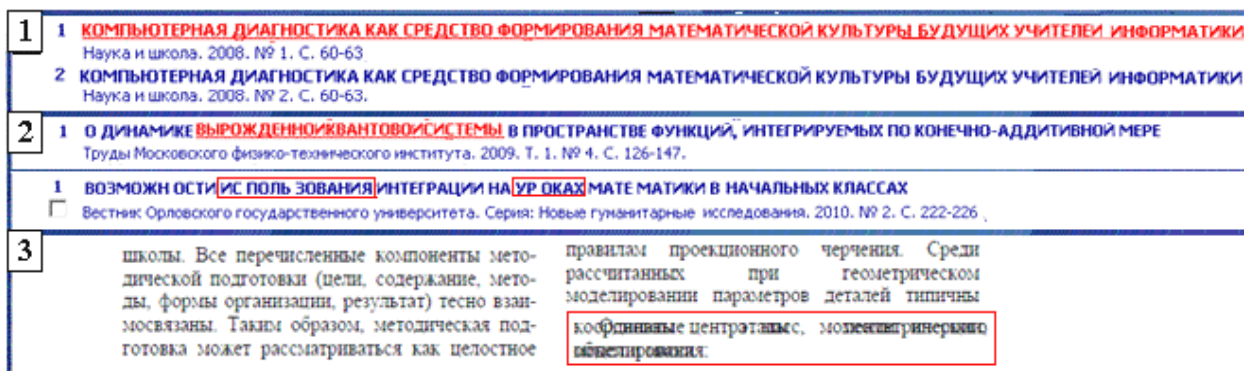 1
1 КОМПЬЮТЕРНАЯ ДИАГНОСТИКА КАК СРЕДСТВО ФОРМИРОВАНИЯ МАТЕМАТИЧЕСКОЙ КУЛЬТУРЫ БУДУЩИХ УЧИТЕЛЕИ ИНФОРМАТИКИ
Наука и школа. 2008. № 1. С. 60-63
2 КОМПЬЮТЕРНАЯ ДИАГНОСТИКА КАК СРЕДСТВО ФОРМИРОВАНИЯ МАТЕМАТИЧЕСКОЙ КУЛЬТУРЫ БУДУЩИХ УЧИТЕЛЕЙ ИНФОРМАТИКИ
Наука и школа. 2008. № 2. С. 60-63.
2
1 О ДИНАМИКЕ ВЫРОЖДЕННОИКВАНТОВОИСИСТЕМЫ В ПРОСТРАНСТВЕ ФУНКЦИЙ, ИНТЕГРИРУЕМЫХ ПО КОНЕЧНО-АДДИТИВНОЙ МЕРЕ
Труды Московского физико-технического института. 2009. Т. 1. № 4. С. 126-147.
1 ВОЗМОЖН ОСТИ ИС ПОЛЬ ЗОВАНИЯ ИНТЕГРАЦИИ НА УР ОКАХ МАТЕ МАТИКИ В НАЧАЛЬНЫХ КЛАССАХ
Вестник Орловского государственного университета. Серия: Новые гуманитарные исследования. 2010. № 2. С. 222-226
3
школы. Все перечисленные компоненты мето-
дической подготовки (цели, содержание, мето-
ды, формы организации, результат) тесно взаи-
мосвязаны. Таким образом, методическая под-
готовка может рассматриваться как целостное
правилам проекционного черчения. Среди
рассчитанных при геометрическом
моделировании параметров деталей типичны